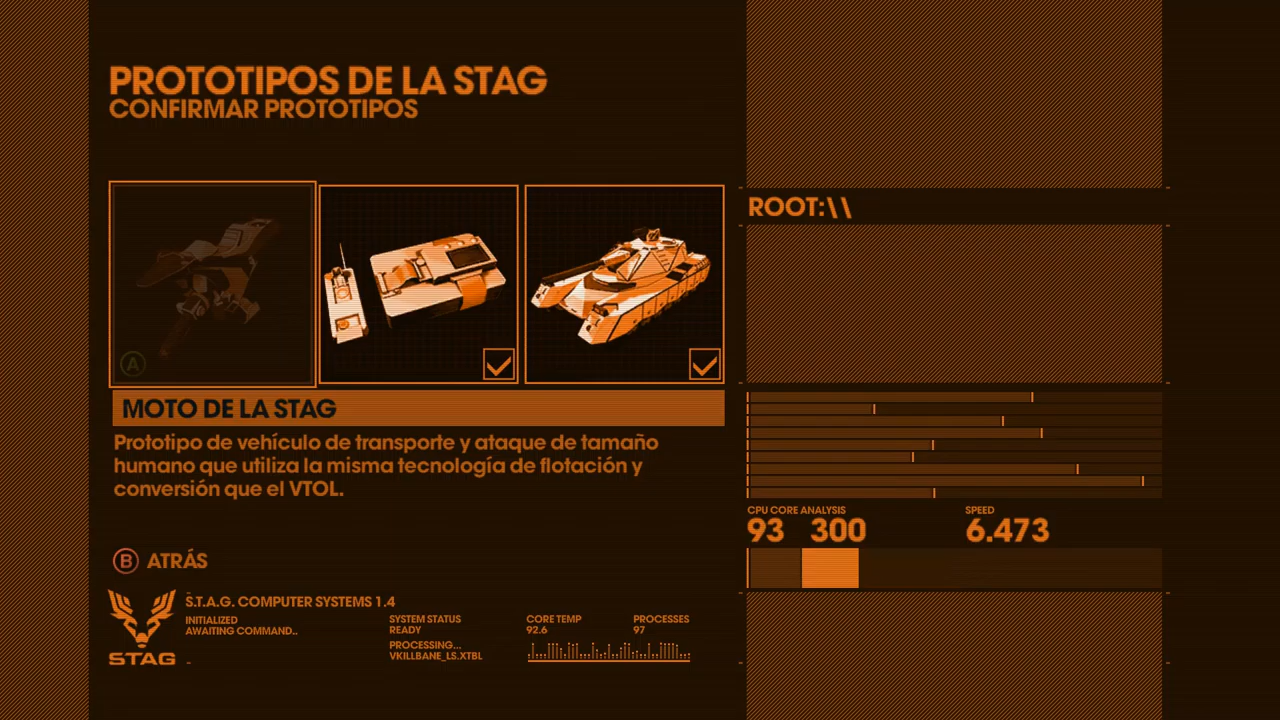 PROTOTIPOS DE LA STAG
CONFIRMAR PROTOTIPOS
ROOT:\\
A
MOTO DE LA STAG
Prototipo de vehículo de transporte y ataque de tamaño
humano que utiliza la misma tecnología de flotación y
conversión que el VTOL.
CPU CORE ANALYSIS
SPEED
93 300
6.473
B ATRÁS
S.T.A.G. COMPUTER SYSTEMS 1.4
INITIALIZED
AWAITING COMMAND..
SYSTEM STATUS
READY
PROCESSING...
VKILLBANE_LS.XTBL
CORE TEMP
92.6
PROCESSES
97
STAG